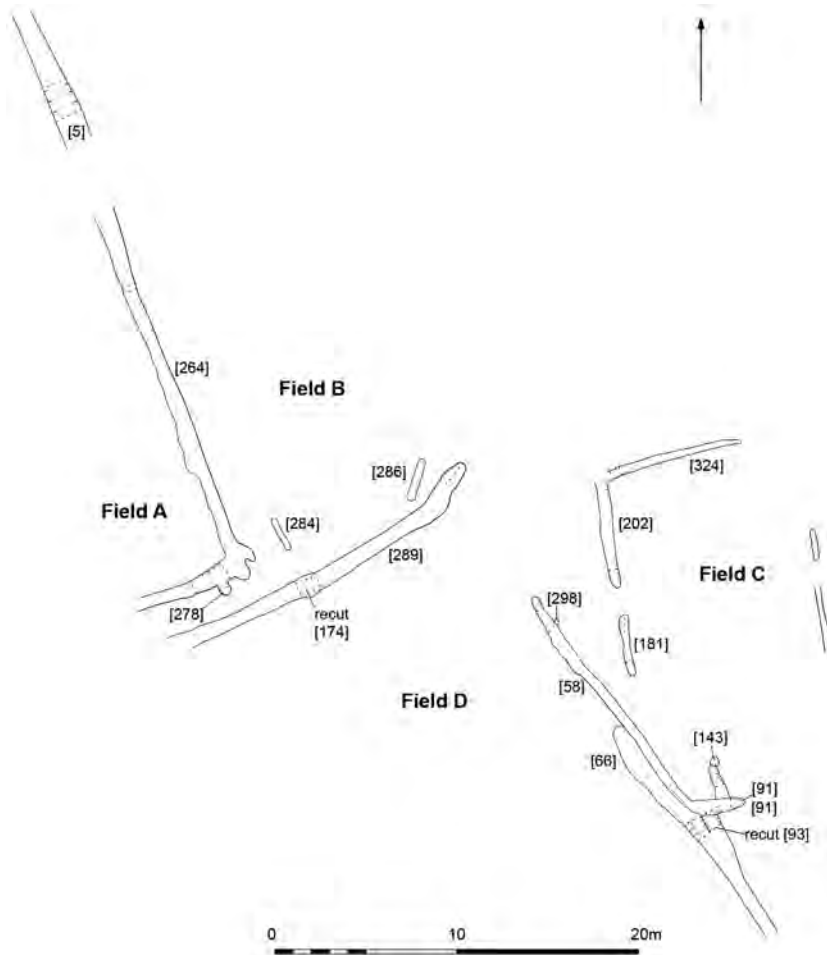 [5]
[264]
Field B
[286]
[324]
Field A
[284]
[202]
[289]
Field C
[278]
recut
[174]
[298]
[181]
[58]
Field D
[143]
[66]
[91]
[91]
recut [93]
0 10 20m